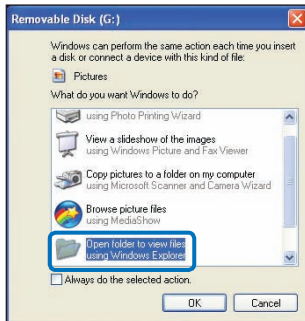 Removable Disk (G:)
Windows can perform the same action each time you insert
a disk or connect a device with this kind of file:
Pictures
What do you want Windows to do?
using Photo Printing Wizard
View a slideshow of the images
using Windows Picture and Fax Viewer
Copy pictures to a folder on my computer
using Microsoft Scanner and Camera Wizard
Browse picture files
using MediaShow
Open folder to view files
using Windows Explorer
Always do the selected action.
OK
Cancel